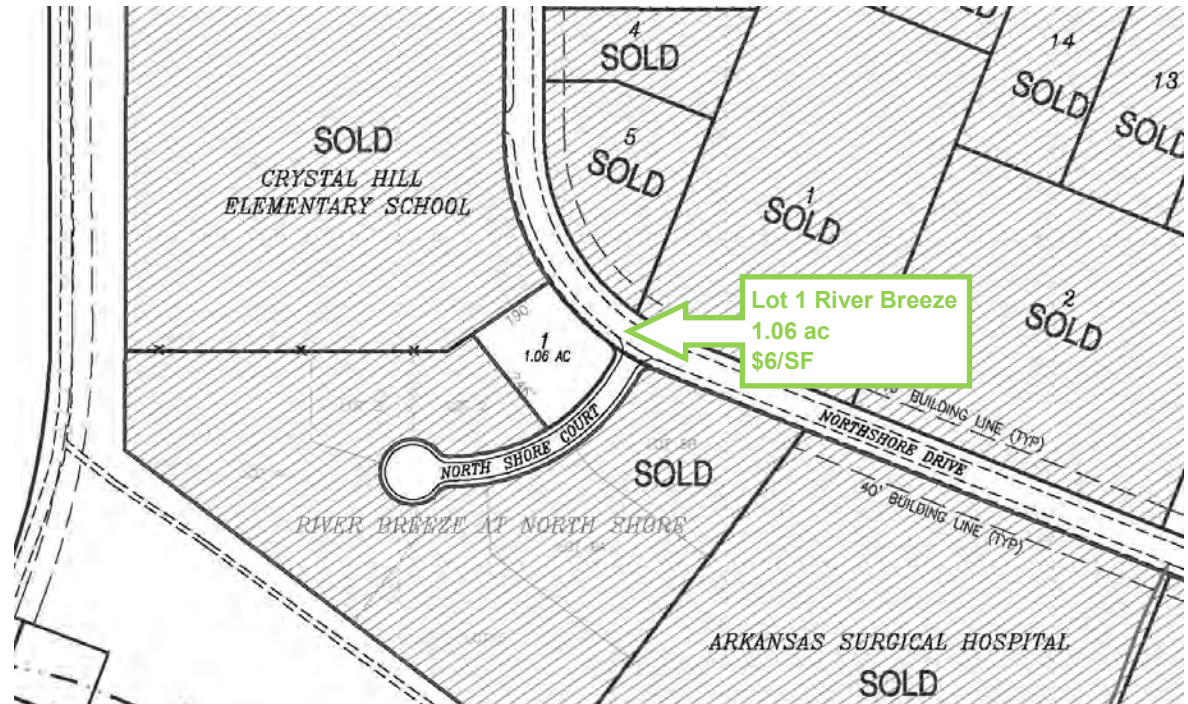 SOLD
4
SOLD
14
SOLD
13
SOLD
SOLD
CRYSTAL HILL
ELEMENTARY SCHOOL
5
SOLD
1
SOLD
2
SOLD
Lot 1 River Breeze
1.06 ac
$6/SF
190'
1
1.06 AC
BUILDING LINE (TYP)
NORTHSHORE DRIVE
40' BUILDING LINE (TYP)
NORTH SHORE COURT
SOLD
RIVER BREEZE AT NORTH SHORE
ARKANSAS SURGICAL HOSPITAL
SOLD